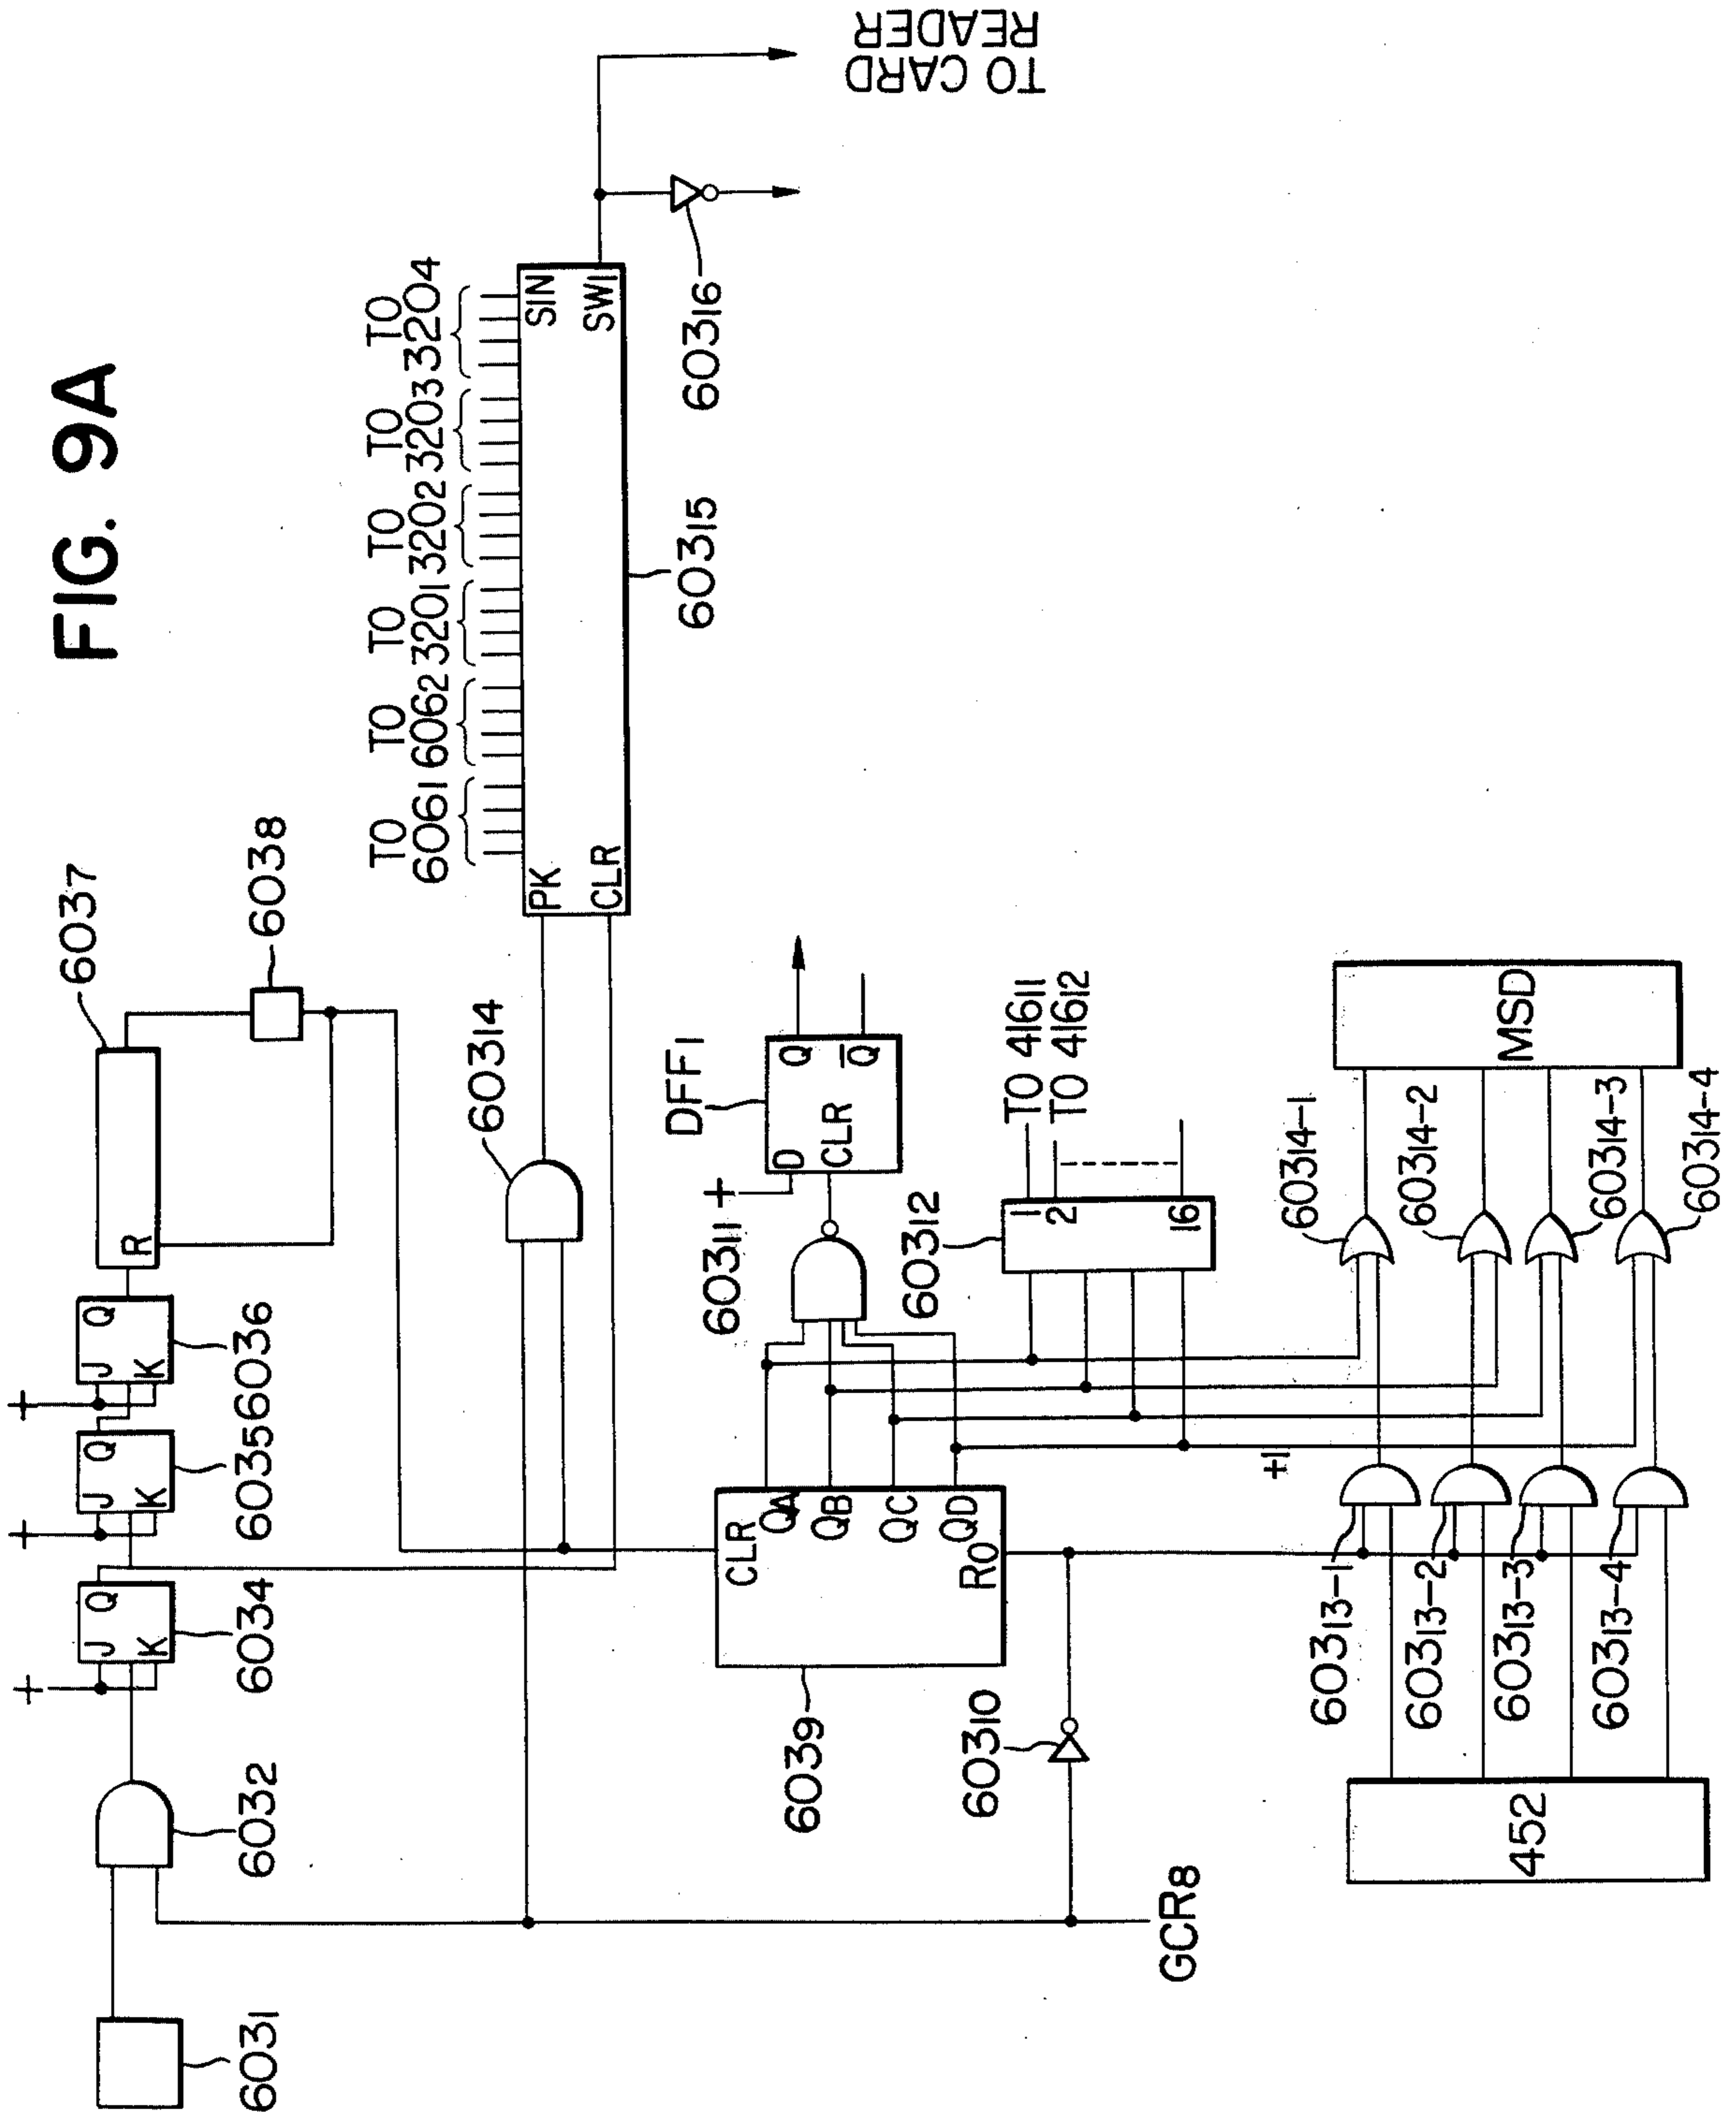 FIG. 9A
+
+
+
J Q
K
J Q
K
J Q
K
R
6031
6032
6034
6035
6036
6037
6038
TO
6061
TO
6062
TO
3201
TO
3202
TO
3203
TO
3204
PK
SIN
CLR
SWI
60314
60315
60316
TO CARD
READER
DFF1
+
D
Q
CLR
Q̅
60311
CLR
QA
QB
QC
QD
RO
6039
60310
60312
1
2
16
TO 41611
TO 41612
GCR8
+1
60313-1
60313-2
60313-3
60313-4
60314-1
60314-2
60314-3
60314-4
452
MSD